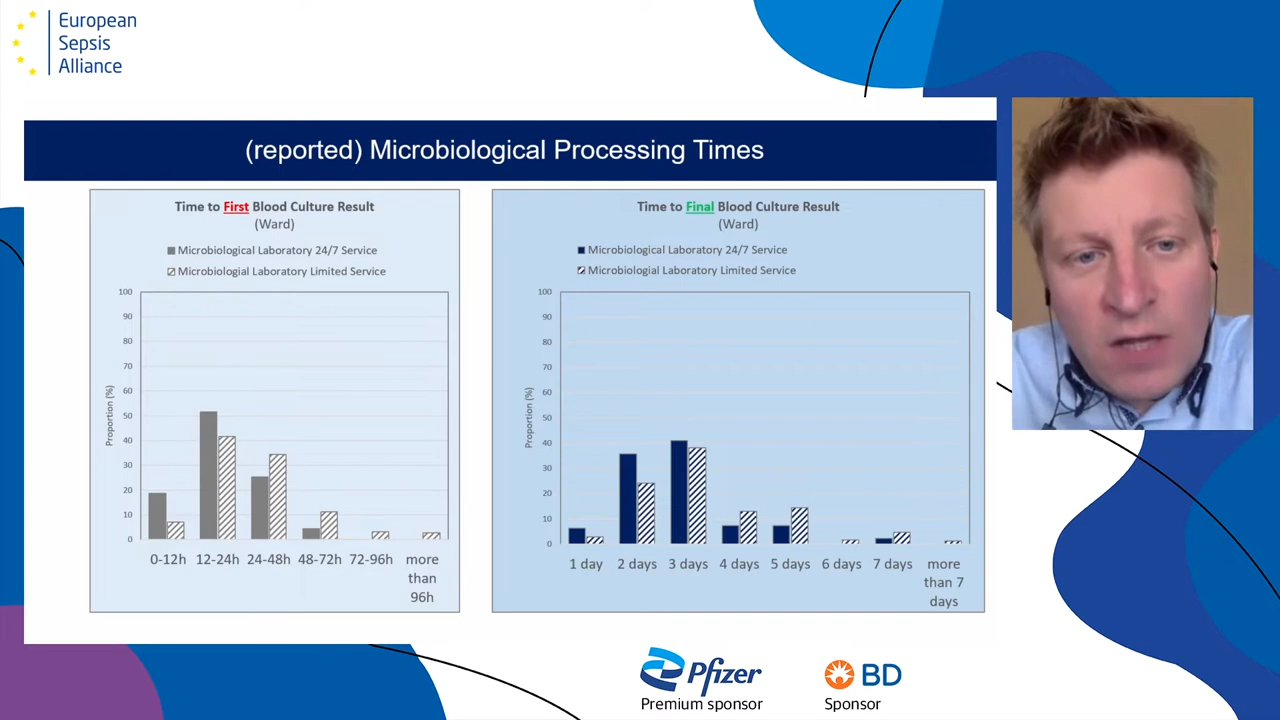 European
Sepsis
Alliance
(reported) Microbiological Processing Times
Time to First Blood Culture Result
(Ward)
Microbiological Laboratory 24/7 Service
Microbiologial Laboratory Limited Service
100
90
80
70
60
50
40
30
20
10
0
Proportion (%)
0-12h 12-24h 24-48h 48-72h 72-96h more
than
96h
Time to Final Blood Culture Result
(Ward)
Microbiological Laboratory 24/7 Service
Microbiologial Laboratory Limited Service
100
90
80
70
60
50
40
30
20
10
0
Proportion (%)
1 day 2 days 3 days 4 days 5 days 6 days 7 days more
than 7
days
Pfizer
Premium sponsor
BD
Sponsor